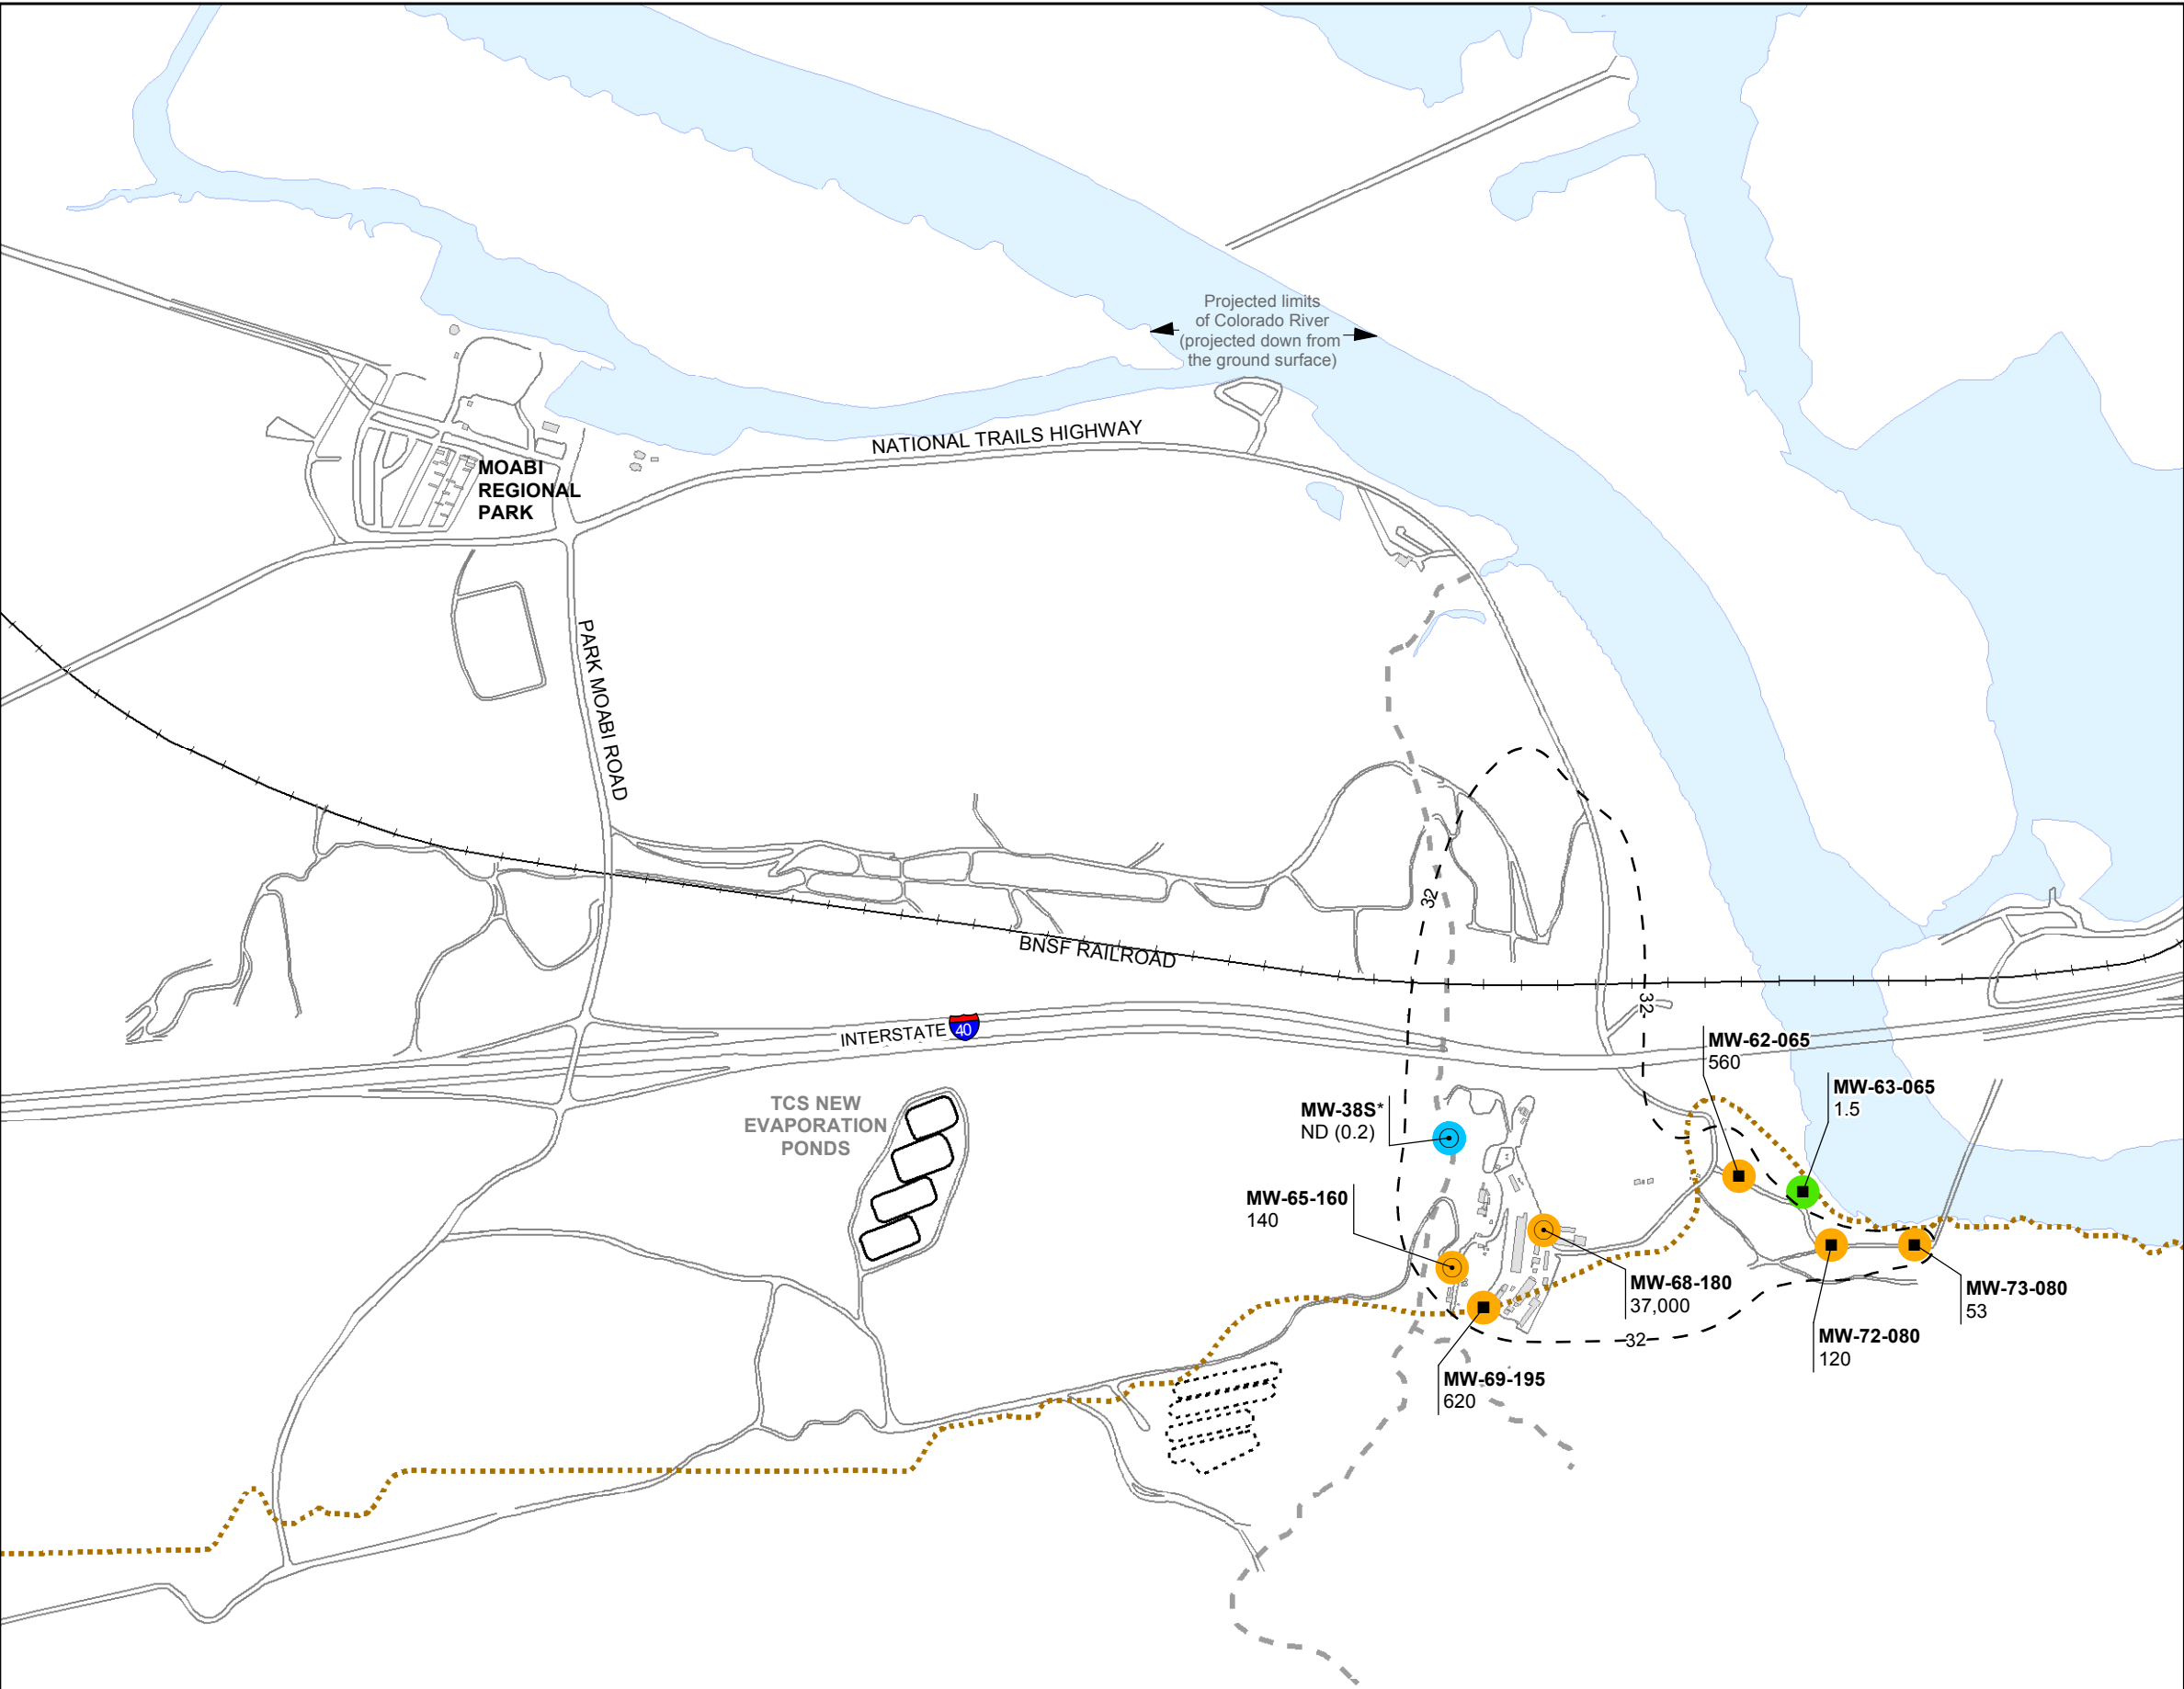 Projected limits
of Colorado River
(projected down from
the ground surface)
NATIONAL TRAILS HIGHWAY
MOABI
REGIONAL
PARK
PARK MOABI ROAD
32
BNSF RAILROAD
32
INTERSTATE 40
MW-62-065
560
MW-63-065
1.5
TCS NEW
EVAPORATION
PONDS
MW-38S*
ND (0.2)
MW-65-160
140
MW-68-180
37,000
MW-73-080
53
MW-72-080
120
32
MW-69-195
620